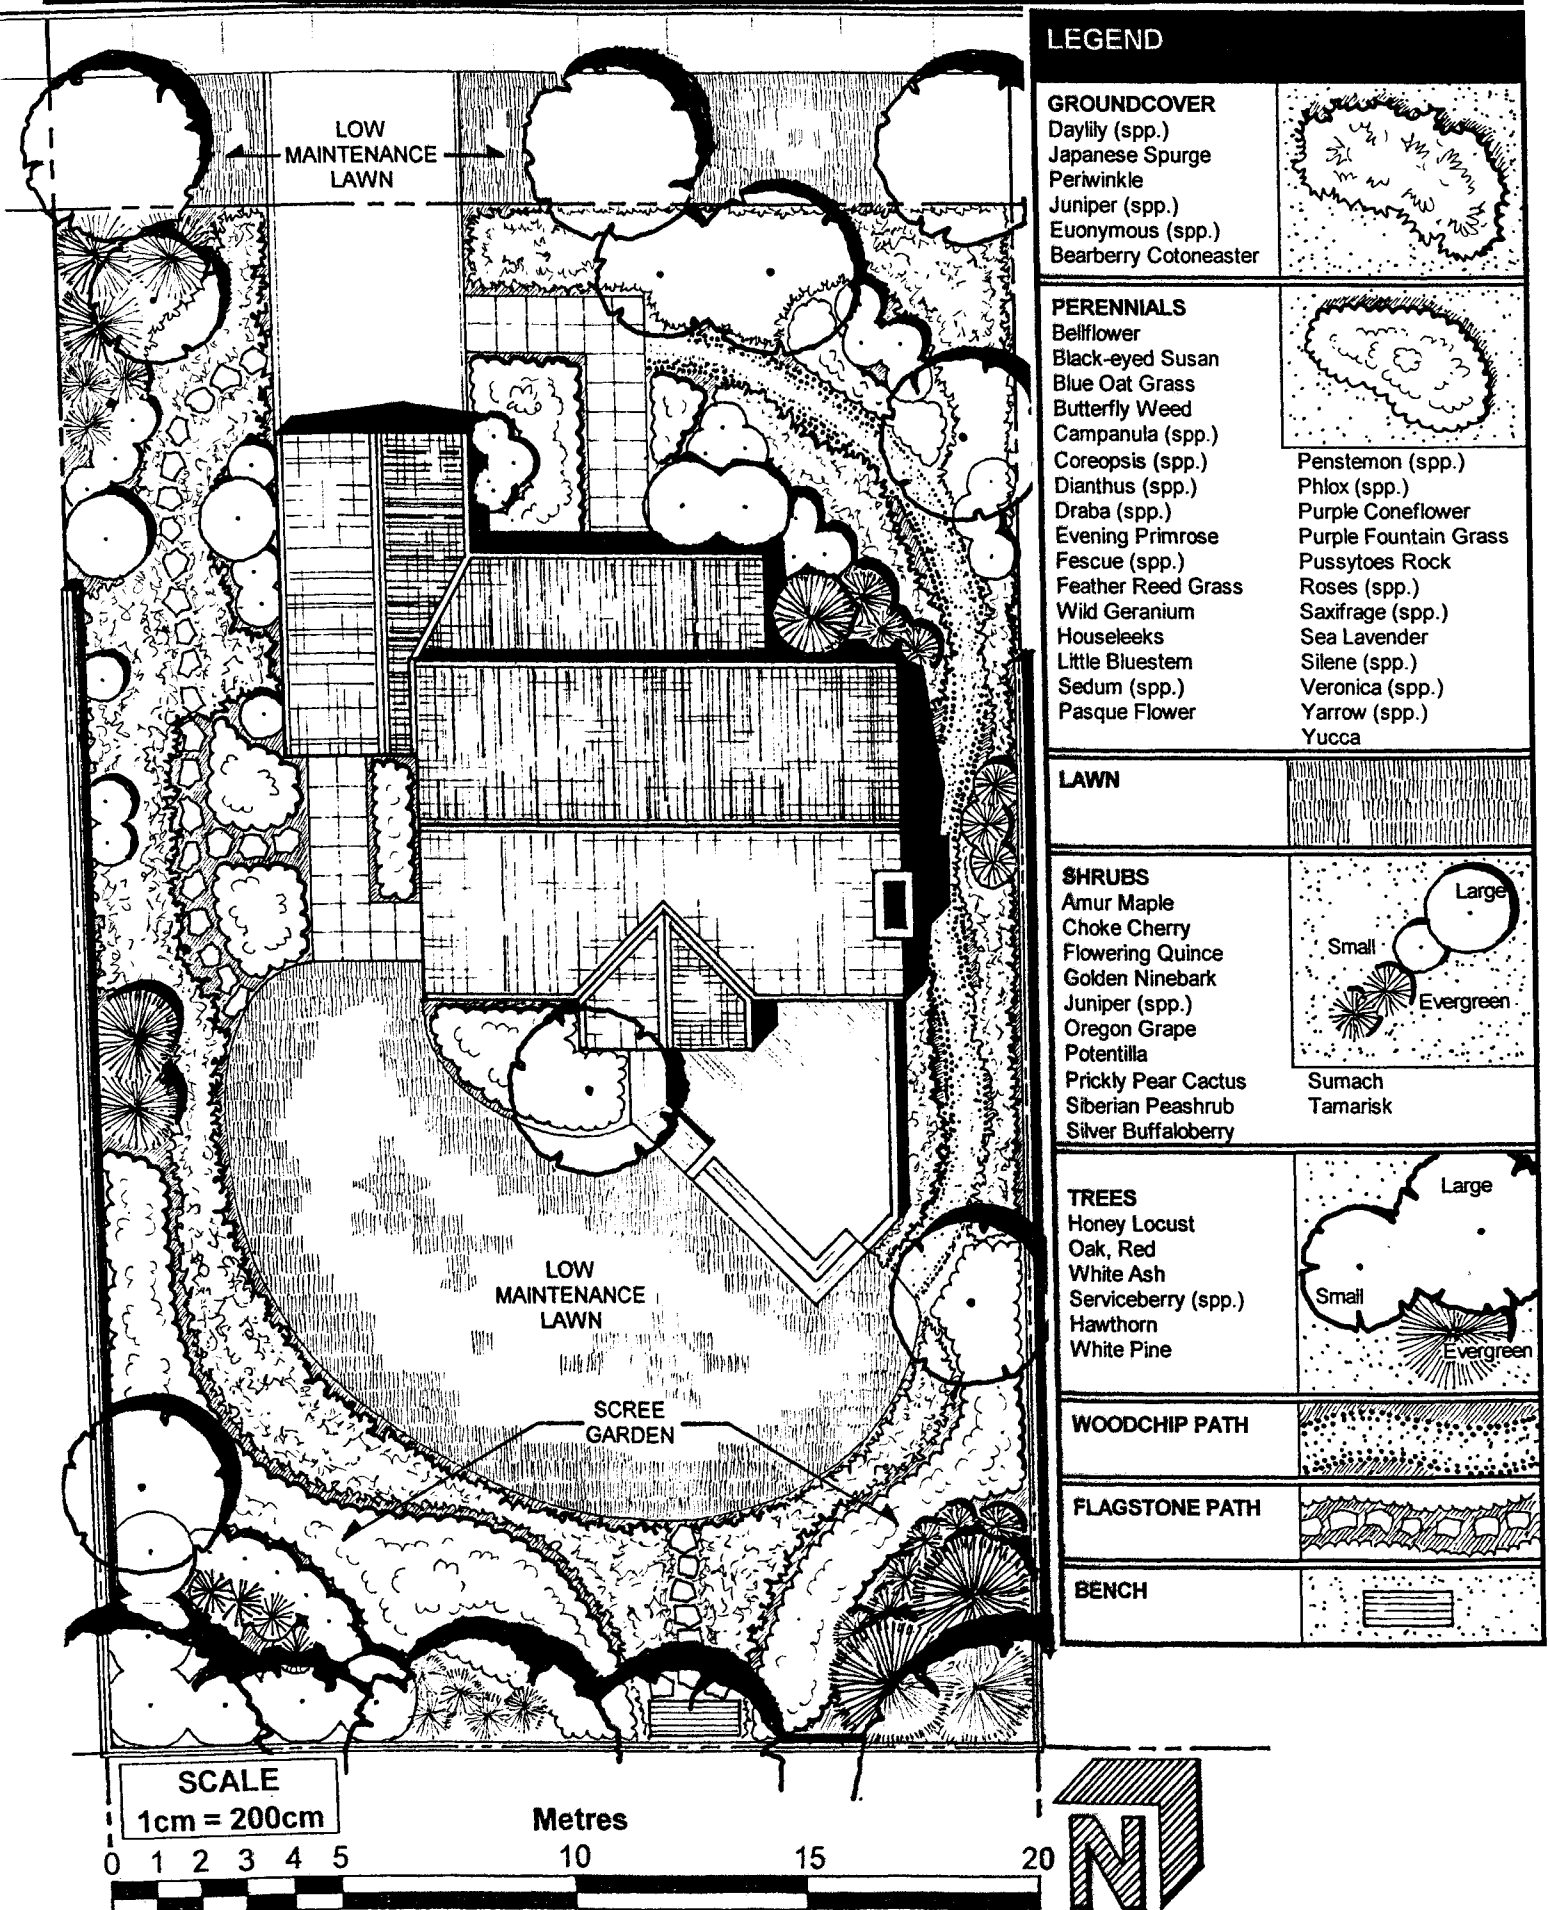 LEGEND
LOW
MAINTENANCE
LAWN
GROUNDCOVER
Daylily (spp.)
Japanese Spurge
Periwinkle
Juniper (spp.)
Euonymous (spp.)
Bearberry Cotoneaster
PERENNIALS
Bellflower
Black-eyed Susan
Blue Oat Grass
Butterfly Weed
Campanula (spp.)
Coreopsis (spp.)
Dianthus (spp.)
Draba (spp.)
Evening Primrose
Fescue (spp.)
Feather Reed Grass
Wild Geranium
Houseleeks
Little Bluestem
Sedum (spp.)
Pasque Flower
Penstemon (spp.)
Phlox (spp.)
Purple Coneflower
Purple Fountain Grass
Pussytoes Rock
Roses (spp.)
Saxifrage (spp.)
Sea Lavender
Silene (spp.)
Veronica (spp.)
Yarrow (spp.)
Yucca
LAWN
SHRUBS
Amur Maple
Choke Cherry
Flowering Quince
Golden Ninebark
Juniper (spp.)
Oregon Grape
Potentilla
Prickly Pear Cactus
Siberian Peashrub
Silver Buffaloberry
Sumach
Tamarisk
Large
Small
Evergreen
TREES
Honey Locust
Oak, Red
White Ash
Serviceberry (spp.)
Hawthorn
White Pine
Large
Small
Evergreen
WOODCHIP PATH
FLAGSTONE PATH
BENCH
LOW
MAINTENANCE
LAWN
SCREE
GARDEN
SCALE
1cm = 200cm
Metres
0 1 2 3 4 5 10 15 20
N